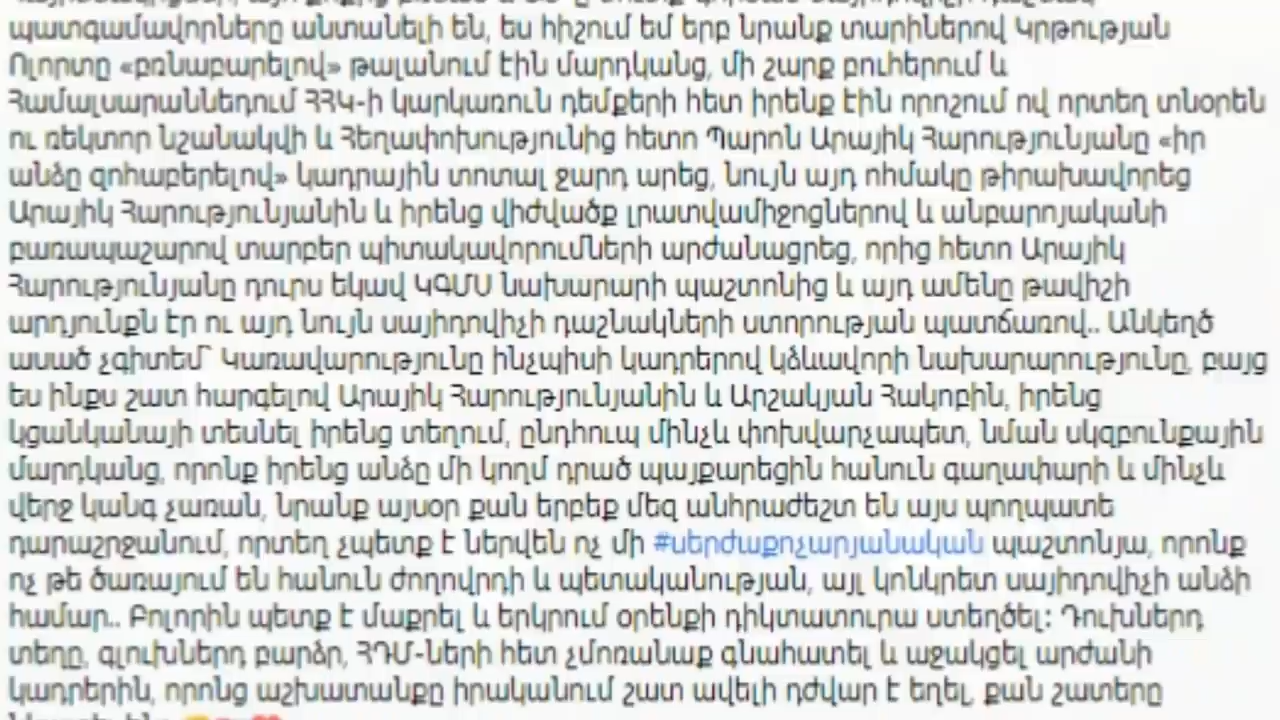 պատգամավորները անտանելի են, ես հիշում եմ երբ նրանք տարիներով Կրթության
Ոլորտը «բռնաբարելով» թալանում էին մարդկանց, մի շարք բուհերում և
Համալսարաններում ՀՀԿ-ի կարկառուն դեմքերի հետ իրենք էին որոշում ով որտեղ տնօրեն
ու ռեկտոր նշանակվի և Հեղափոխությունից հետո Պարոն Արայիկ Հարությունյանը «իր
անձը զոհաբերելով» կադրային տոտալ ջարդ արեց, նույն այդ ոհմակը թիրախավորեց
Արայիկ Հարությունյանին և իրենց վիժվածք լրատվամիջոցներով և անբարոյականի
բառապաշարով տարբեր պիտակավորումների արժանացրեց, որից հետո Արայիկ
Հարությունյանը դուրս եկավ ԿԳՄՍ նախարարի պաշտոնից և այդ ամենը թավիշի
արդյունքն էր ու այդ նույն սայիդովիչի դաշնակների ստորության պատճառով.. Անկեղծ
ասած չգիտեմ՝ Կառավարությունը ինչպիսի կադրերով կձևավորի նախարարությունը, բայց
ես ինքս շատ հարգելով Արայիկ Հարությունյանին և Արշակյան Հակոբին, իրենց
կցանկանայի տեսնել իրենց տեղում, ընդհուպ մինչև փոխվարչապետ, նման սկզբունքային
մարդկանց, որոնք իրենց անձը մի կողմ դրած պայքարեցին հանուն գաղափարի և մինչև
վերջ կանգ չառան, նրանք այսօր քան երբեք մեզ անհրաժեշտ են այս պողպատե
դարաշրջանում, որտեղ չպետք է ներվեն ոչ մի #սերժաքոչարյանական պաշտոնյա, որոնք
ոչ թե ծառայում են հանուն ժողովրդի և պետականության, այլ կոնկրետ սայիդովիչի անձի
համար.. Բոլորին պետք է մաքրել և երկրում օրենքի դիկտատուրա ստեղծել: Դուխներդ
տեղը, գլուխներդ բարձր, ՀԴՄ-ների հետ չմոռանաք գնահատել և աջակցել արժանի
կադրերին, որոնց աշխատանքը իրականում շատ ավելի դժվար է եղել, քան շատերը